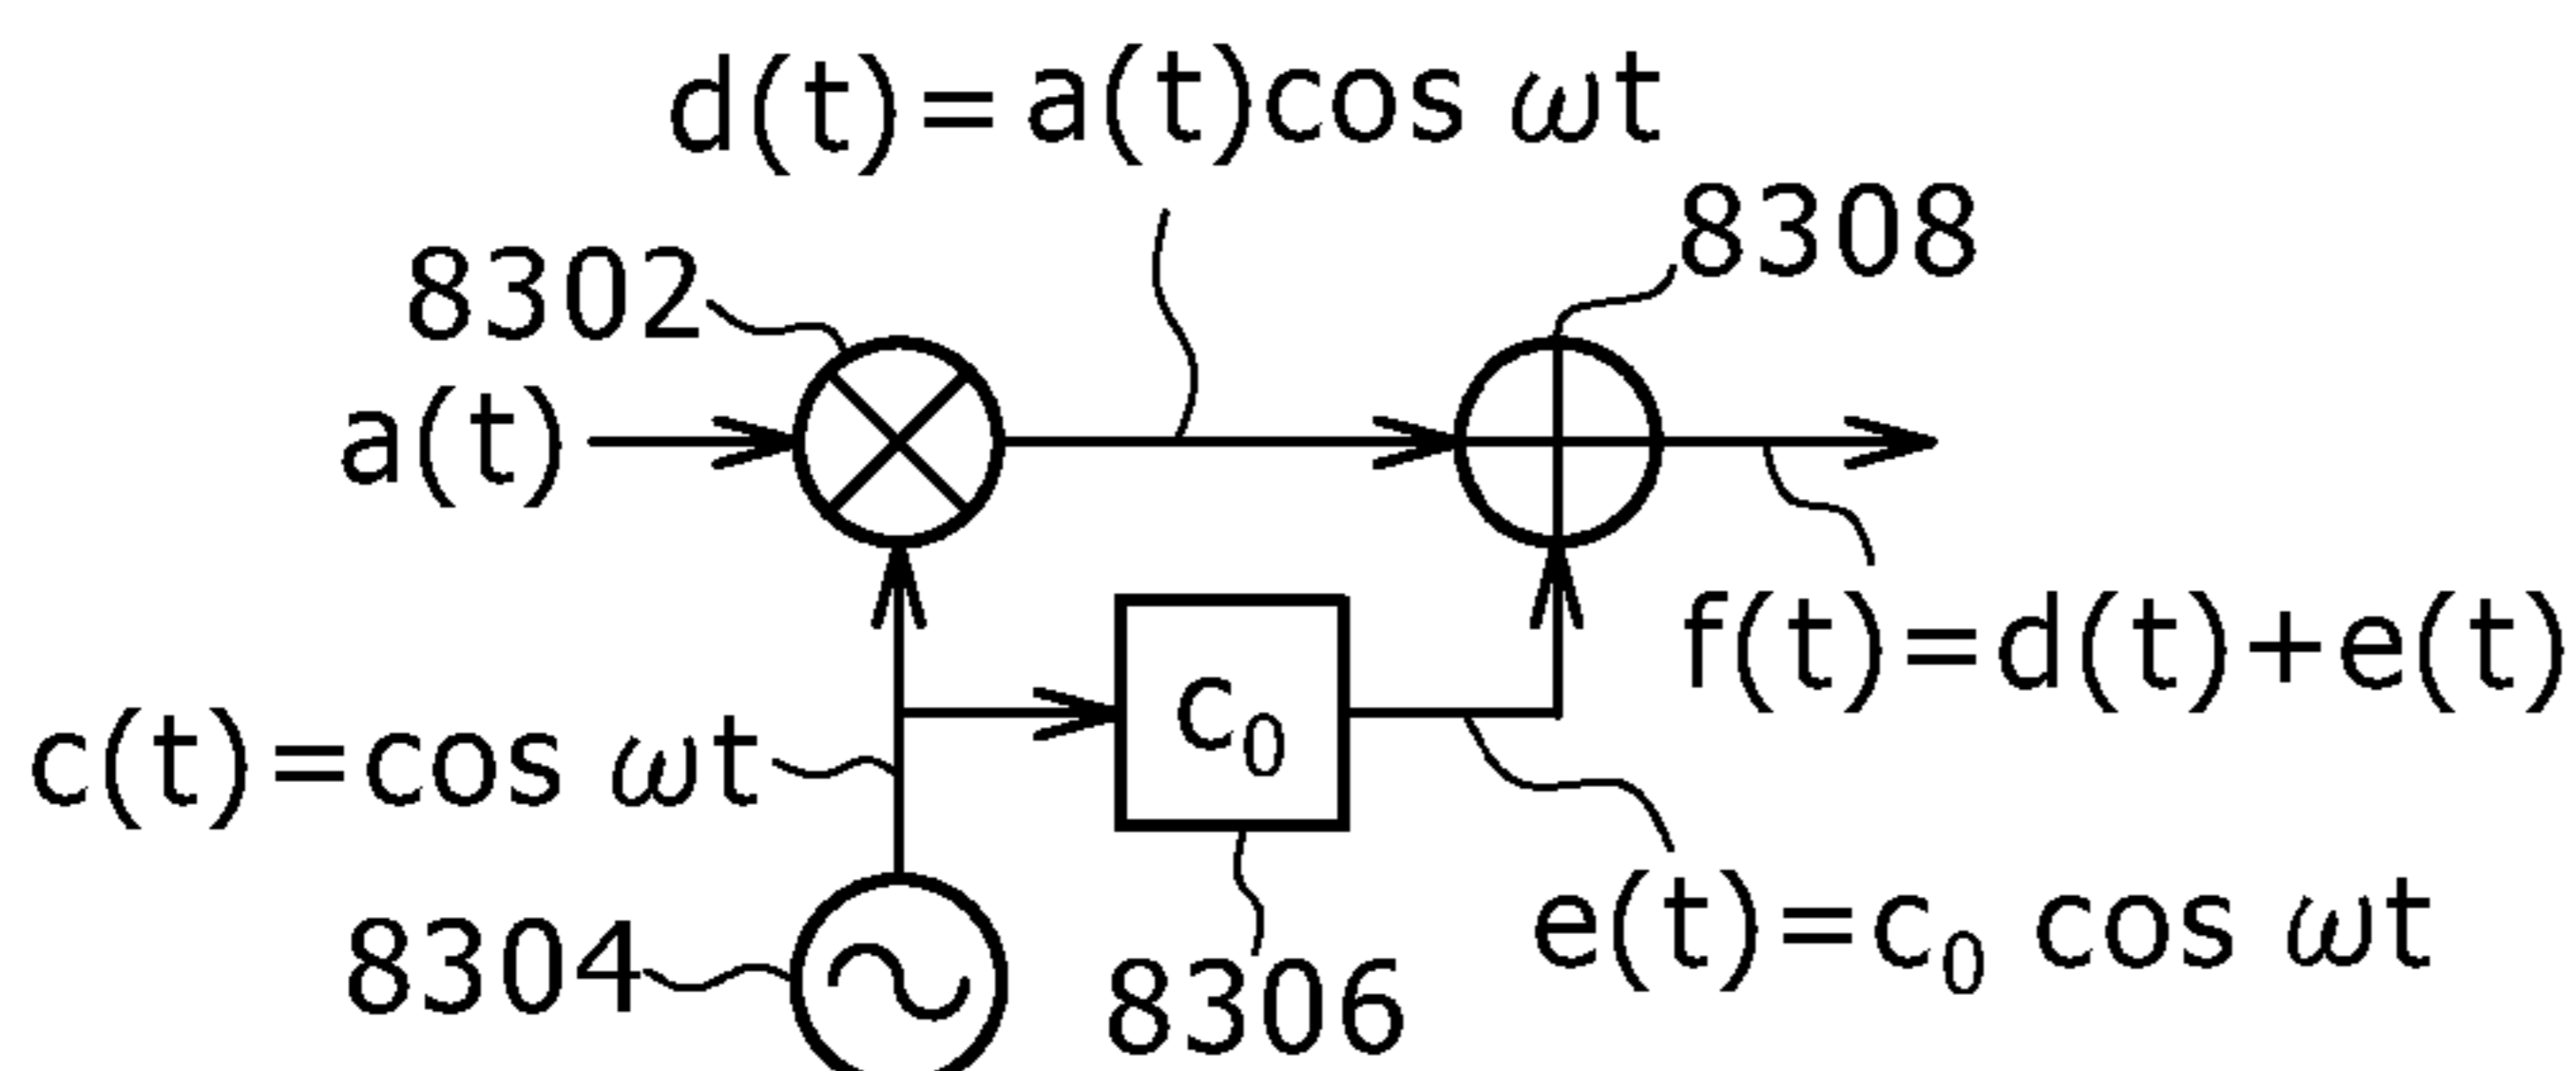 d(t)=a(t)cos ωt
8308
8302
a(t)
f(t)=d(t)+e(t)
c₀
c(t)=cos ωt
e(t)=c₀ cos ωt
8304
8306